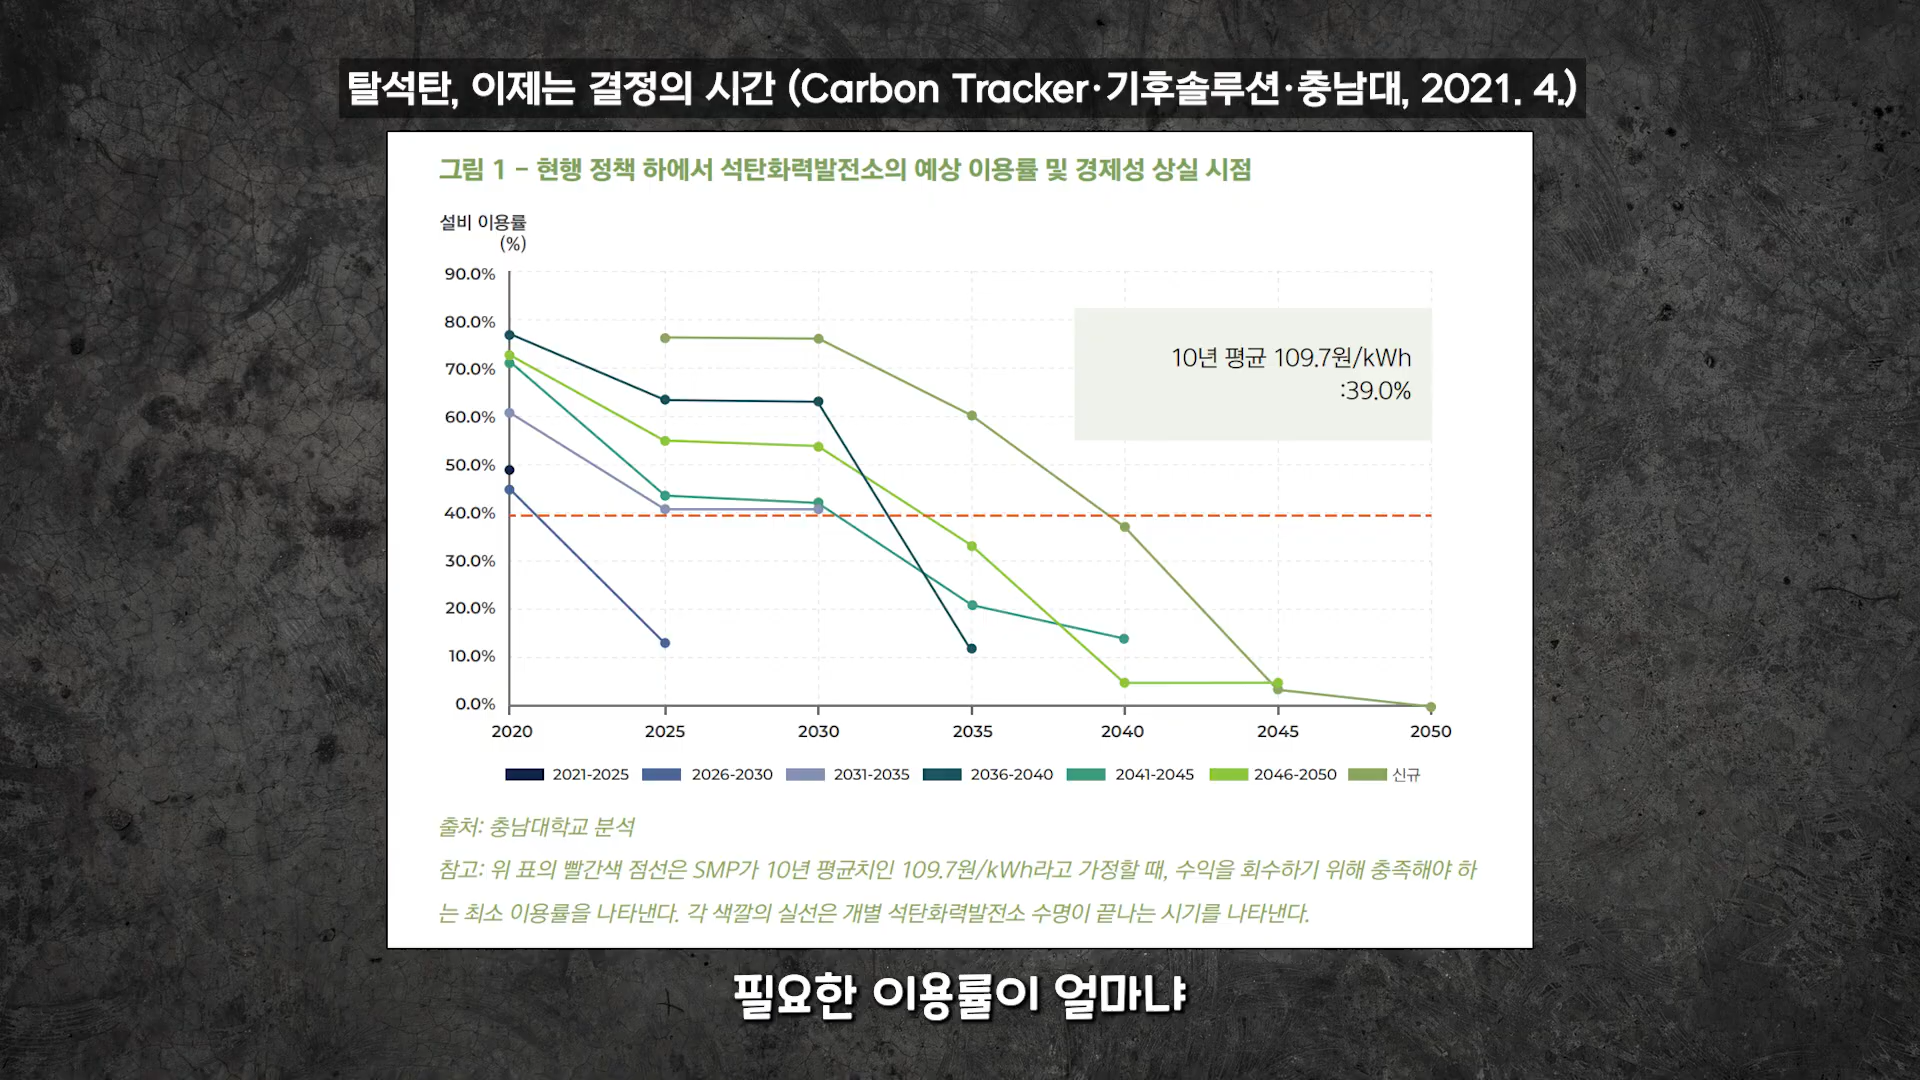 탈석탄, 이제는 결정의 시간 (Carbon Tracker·기후솔루션·충남대, 2021. 4.)
그림 1 - 현행 정책 하에서 석탄화력발전소의 예상 이용률 및 경제성 상실 시점
설비 이용률
(%)
90.0%
80.0%
70.0%
60.0%
50.0%
40.0%
30.0%
20.0%
10.0%
0.0%
10년 평균 109.7원/kWh
:39.0%
2020 2025 2030 2035 2040 2045 2050
2021-2025 2026-2030 2031-2035 2036-2040 2041-2045 2046-2050 신규
출처: 충남대학교 분석
참고: 위 표의 빨간색 점선은 SMP가 10년 평균치인 109.7원/kWh라고 가정할 때, 수익을 회수하기 위해 충족해야 하
는 최소 이용률을 나타낸다. 각 색깔의 실선은 개별 석탄화력발전소 수명이 끝나는 시기를 나타낸다.
필요한 이용률이 얼마냐